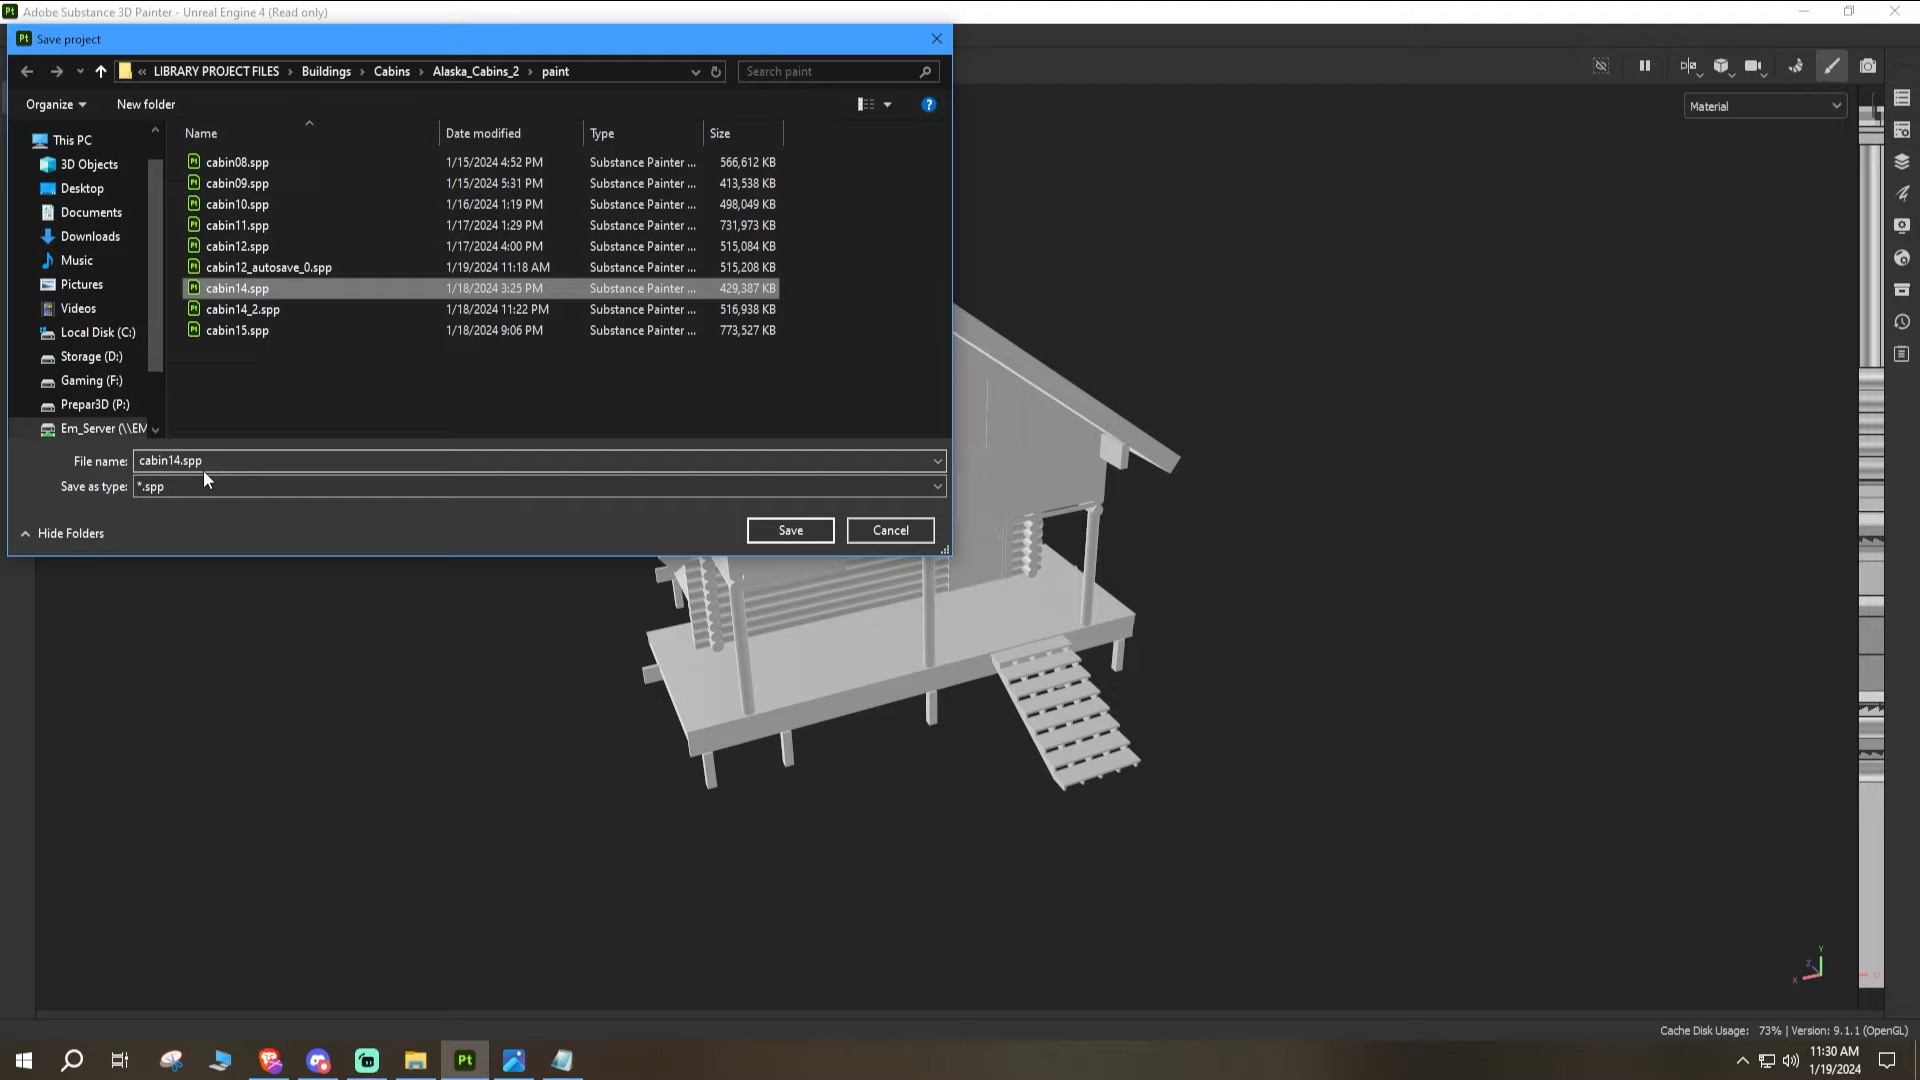 Pt Adobe Substance 3D Painter - Unreal Engine 4 (Read only)
Pt Save project
« LIBRARY PROJECT FILES › Buildings › Cabins › Alaska_Cabins_2 › paint
Search paint
Organize
New folder
?
Material
This PC
3D Objects
Desktop
Documents
Downloads
Music
Pictures
Videos
Local Disk (C:)
Storage (D:)
Gaming (F:)
Prepar3D (P:)
Em_Server (\\EM
Name Date modified Type Size
cabin08.spp 1/15/2024 4:52 PM Substance Painter ... 566,612 KB
cabin09.spp 1/15/2024 5:31 PM Substance Painter ... 413,538 KB
cabin10.spp 1/16/2024 1:19 PM Substance Painter ... 498,049 KB
cabin11.spp 1/17/2024 1:29 PM Substance Painter ... 731,973 KB
cabin12.spp 1/17/2024 4:00 PM Substance Painter ... 515,084 KB
cabin12_autosave_0.spp 1/19/2024 11:18 AM Substance Painter ... 515,208 KB
cabin14.spp 1/18/2024 3:25 PM Substance Painter ... 429,387 KB
cabin14_2.spp 1/18/2024 11:22 PM Substance Painter ... 516,938 KB
cabin15.spp 1/18/2024 9:06 PM Substance Painter ... 773,527 KB
File name: cabin14.spp
Save as type: *.spp
Hide Folders
Save
Cancel
Y
Z
X
Cache Disk Usage: 73% | Version: 9.1.1 (OpenGL)
Pt
11:30 AM
1/19/2024